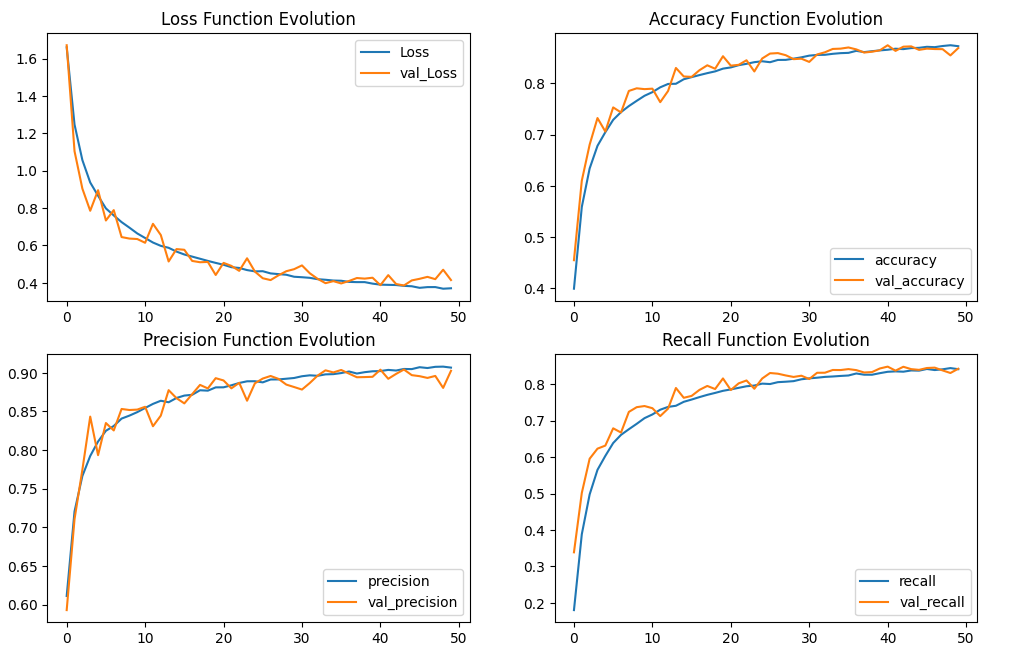 Loss Function Evolution
Loss
val_Loss
1.6
1.4
1.2
1.0
0.8
0.6
0.4
0 10 20 30 40 50
Accuracy Function Evolution
accuracy
val_accuracy
0.8
0.7
0.6
0.5
0.4
0 10 20 30 40 50
Precision Function Evolution
precision
val_precision
0.90
0.85
0.80
0.75
0.70
0.65
0.60
0 10 20 30 40 50
Recall Function Evolution
recall
val_recall
0.8
0.7
0.6
0.5
0.4
0.3
0.2
0 10 20 30 40 50